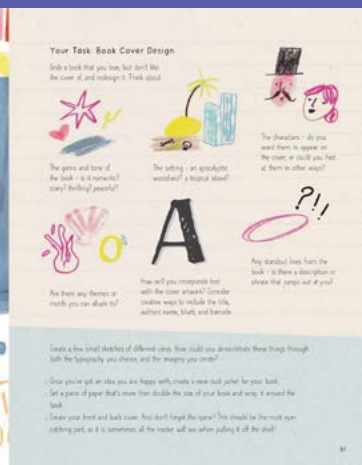 Your Task: Book Cover Design
Grab a book that you love, but don't like
the cover of, and redesign it. Think about:
The genre and tone of
the book – is it romantic?
scary? thrilling? powerful?
The setting – an apocalyptic
wasteland? a tropical island?
The characters – do you
want them to appear on
the cover, or could you hint
at them in other ways?
?!!
O
A
Are there any themes or
motifs you can allude to?
How will you incorporate text
with the cover artwork? Consider
creative ways to include the title,
authors name, blurb, and barcode.
Any standout lines from the
book – is there a description or
phrase that jumps out at you?
Create a few small sketches of different ideas. How could you demonstrate these things through
both the typography you choose, and the imagery you create?
Once you've got an idea you are happy with, create a new dust jacket for your book.
Get a piece of paper that's more than double the size of your book and wrap it around the
book.
Create your front and back cover. And don't forget the spine! This should be the most eye-
catching part, as it is sometimes all the reader will see when pulling it off the shelf!